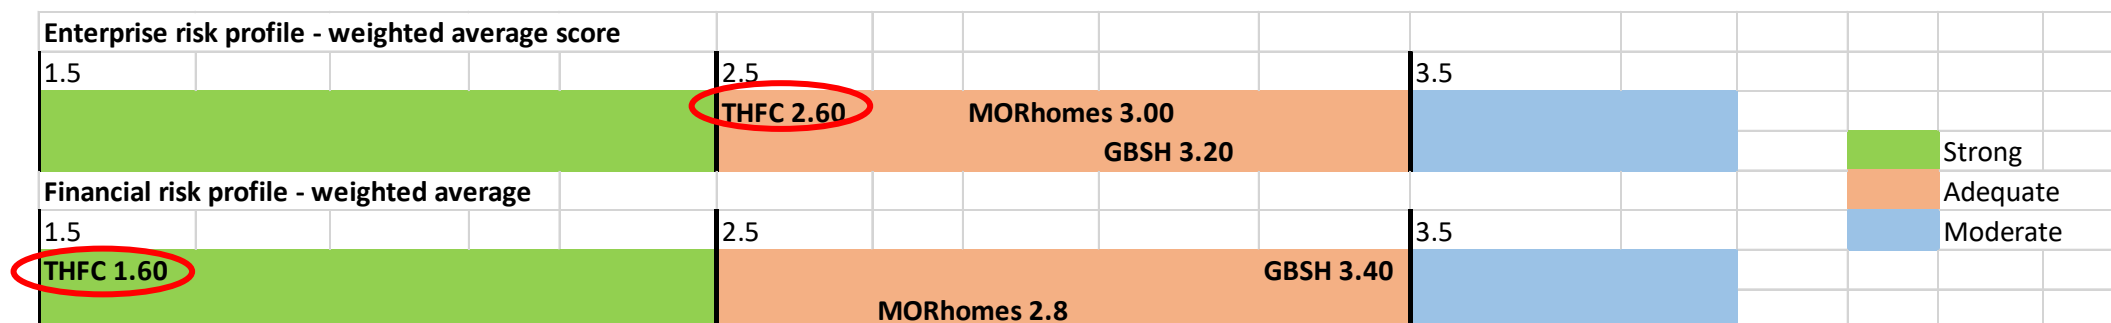 Enterprise risk profile - weighted average score
1.5 2.5 3.5
THFC 2.60 MORhomes 3.00
GBSH 3.20
Strong
Financial risk profile - weighted average
Adequate
1.5 2.5 3.5
Moderate
THFC 1.60 GBSH 3.40
MORhomes 2.8